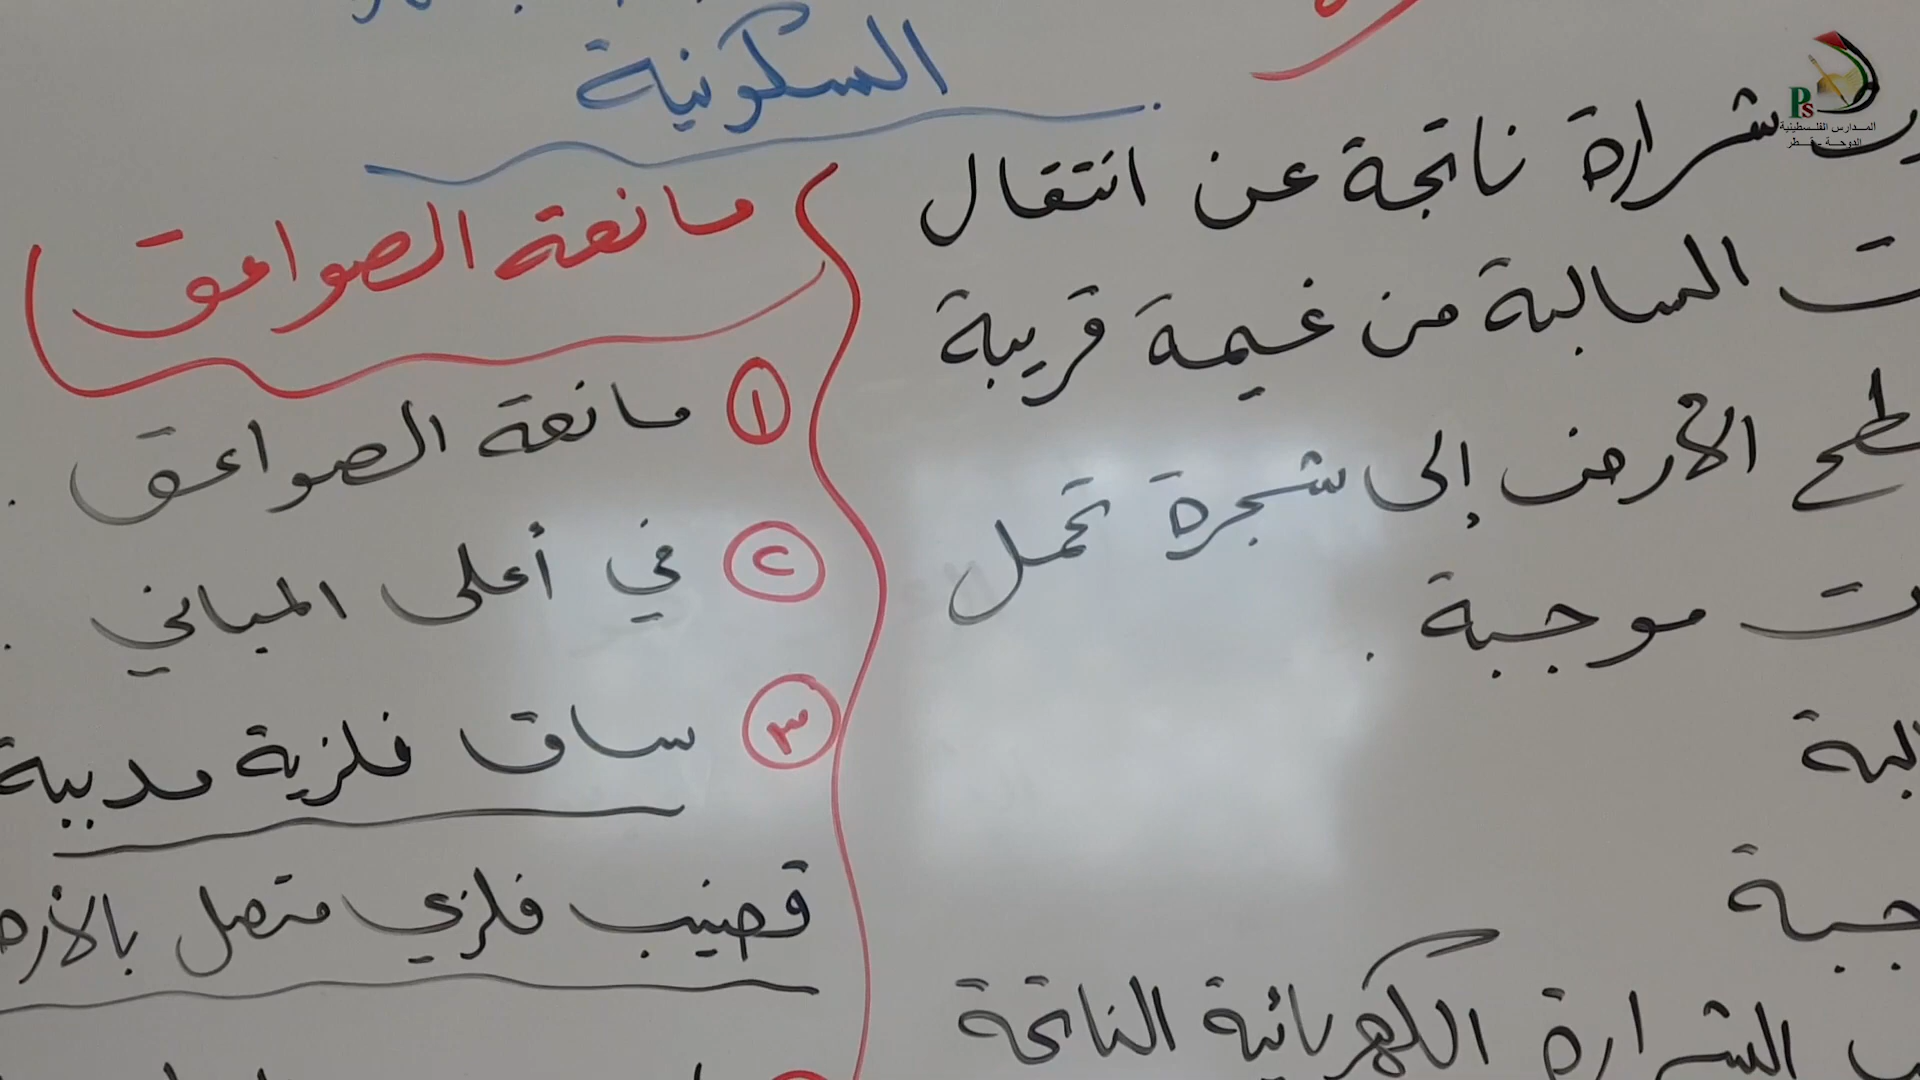 السكونية
شرارة ناتجة عن انتقال
السالبة من غيمة قريبة
الأرض إلى شجرة تحمل
موجبة .
الشرارة الكهربائية الناتجة
مانعة الصواعق
١ مانعة الصواعق .
٢ في أعلى المباني .
٣ ساق فلزية مدببة
قضيب فلزي متصل
Ps
المدارس الفلسطينية
الدوحة - قطر